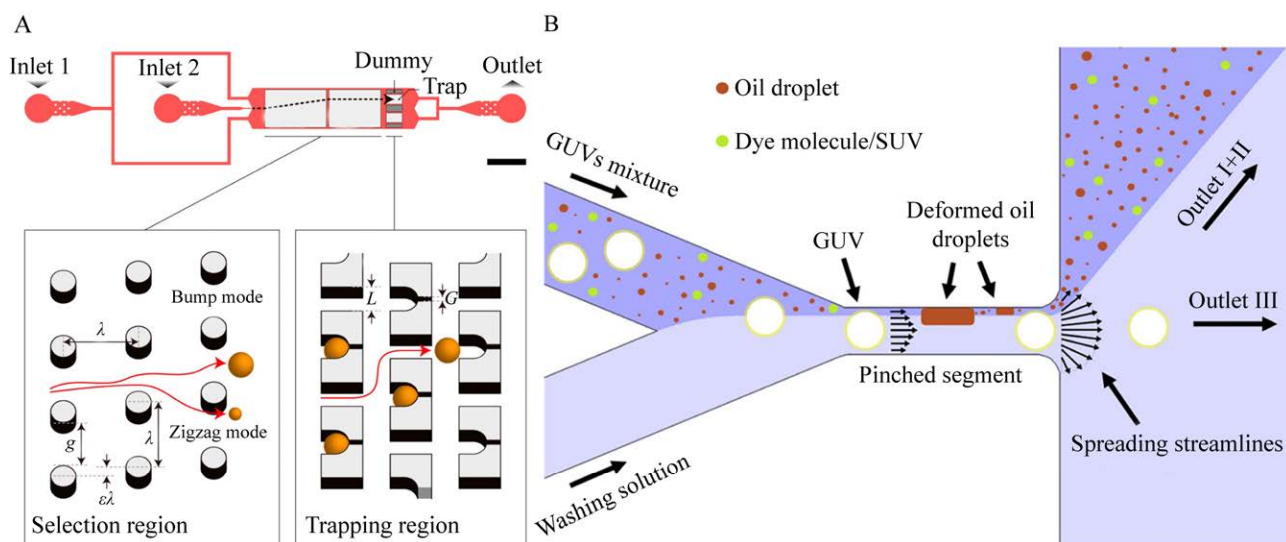 A
Inlet 1
Inlet 2
Dummy
Trap
Outlet
Bump mode
λ
Zigzag mode
g
λ
ελ
Selection region
L
G
Trapping region
B
Oil droplet
Dye molecule/SUV
GUVs mixture
GUV
Deformed oil
droplets
Outlet I+II
Outlet III
Pinched segment
Spreading streamlines
Washing solution